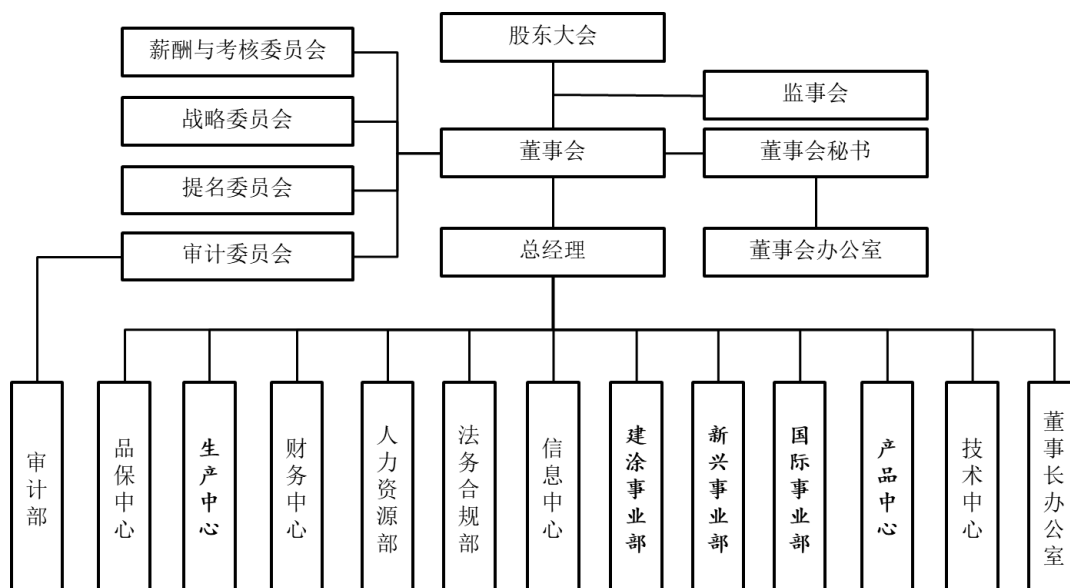 股东大会
薪酬与考核委员会
监事会
战略委员会
董事会
董事会秘书
提名委员会
审计委员会
总经理
董事会办公室
审计部
品保中心
生产中心
财务中心
人力资源部
法务合规部
信息中心
建涂事业部
新兴事业部
国际事业部
产品中心
技术中心
董事长办公室